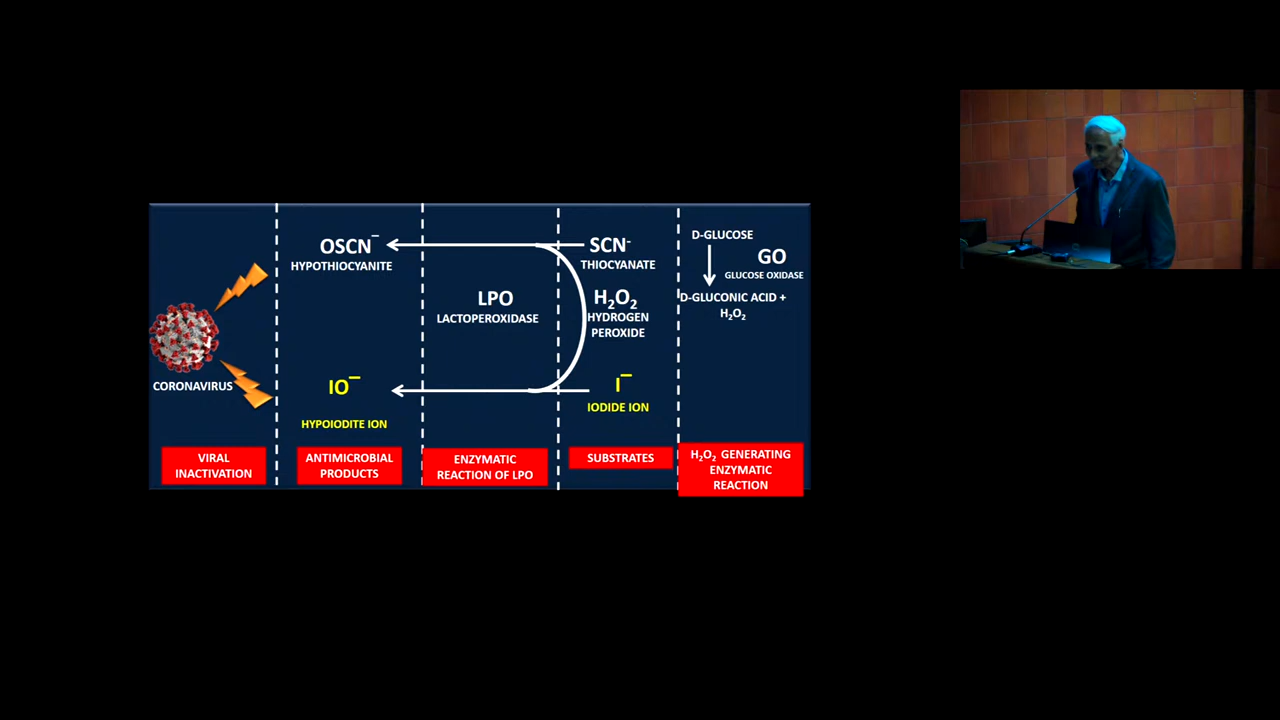 OSCN⁻
HYPOTHIOCYANITE
SCN⁻
THIOCYANATE
D-GLUCOSE
GO
GLUCOSE OXIDASE
D-GLUCONIC ACID +
H₂O₂
LPO
LACTOPEROXIDASE
H₂O₂
HYDROGEN
PEROXIDE
CORONAVIRUS
IO⁻
HYPOIODITE ION
I⁻
IODIDE ION
VIRAL
INACTIVATION
ANTIMICROBIAL
PRODUCTS
ENZYMATIC
REACTION OF LPO
SUBSTRATES
H₂O₂ GENERATING
ENZYMATIC
REACTION